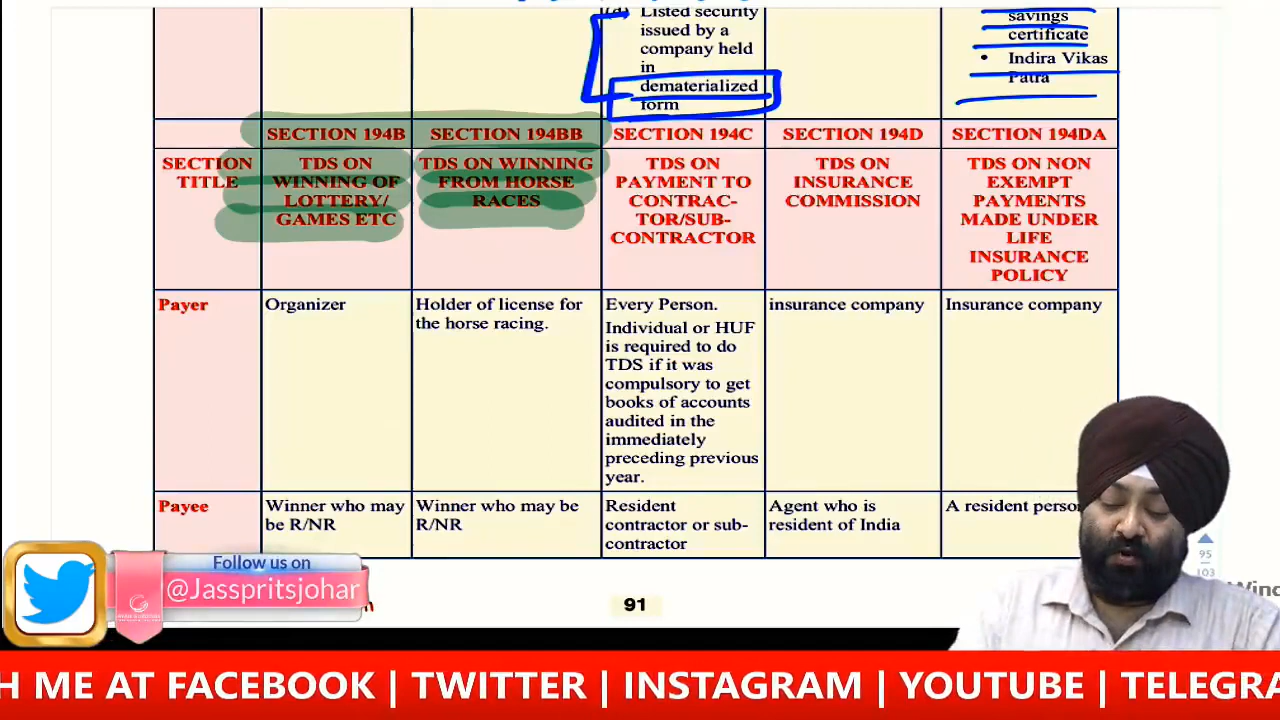 (d) Listed security
issued by a
company held
in
dematerialized
form
savings
certificate
• Indira Vikas
Patra
SECTION 194B
SECTION 194BB
SECTION 194C
SECTION 194D
SECTION 194DA
SECTION
TITLE
TDS ON
WINNING OF
LOTTERY/
GAMES ETC
TDS ON WINNING
FROM HORSE
RACES
TDS ON
PAYMENT TO
CONTRAC-
TOR/SUB-
CONTRACTOR
TDS ON
INSURANCE
COMMISSION
TDS ON NON
EXEMPT
PAYMENTS
MADE UNDER
LIFE
INSURANCE
POLICY
Payer
Organizer
Holder of license for
the horse racing.
Every Person.
Individual or HUF
is required to do
TDS if it was
compulsory to get
books of accounts
audited in the
immediately
preceding previous
year.
insurance company
Insurance company
Payee
Winner who may
be R/NR
Winner who may be
R/NR
Resident
contractor or sub-
contractor
Agent who is
resident of India
A resident person
95
103
Follow us on
@Jasspritsjohar
91
Wind
H ME AT FACEBOOK | TWITTER | INSTAGRAM | YOUTUBE | TELEGRA